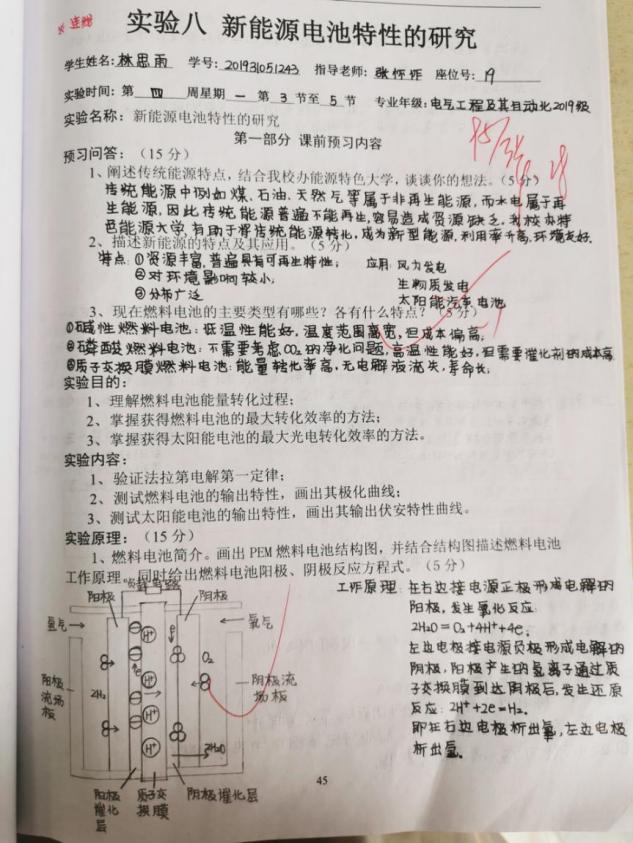 实验八 新能源电池特性的研究
学生姓名:林思雨 学号:201931051243 指导老师: 座位号:19
实验时间:第 四 周星期 一 第 3 节至 5 节 专业年级:电气工程及其自动化2019级
实验名称:新能源电池特性的研究
第一部分 课前预习内容
预习问答:(15分)
1、阐述传统能源特点,结合我校办能源特色大学,谈谈你的想法。(5分)
传统能源中例如煤、石油、天然气等属于非再生能源,而水电属于再
生能源,因此传统能源普遍不能再生,容易造成资源缺乏,我校办特
色能源大学,有助于将传统能源转化,成为新型能源,利用率升高,环境友好.
2、描述新能源的特点及其应用。(5分)
特点:①资源丰富,普遍具有可再生特性; 应用:风力发电
②对环境影响较小; 生物质发电
③分布广泛 太阳能汽车电池
3、现在燃料电池的主要类型有哪些?各有什么特点?(5分)
①碱性燃料电池:低温性能好,温度范围高宽,但成本偏高,
②磷酸燃料电池:不需要考虑CO2的净化问题,高温性能好,但需要催化剂的成本高
③质子交换膜燃料电池:能量转化率高,无电解液流失,寿命长;
实验目的:
1、理解燃料电池能量转化过程;
2、掌握获得燃料电池的最大转化效率的方法;
3、掌握获得太阳能电池的最大光电转化效率的方法。
实验内容:
1、验证法拉第电解第一定律;
2、测试燃料电池的输出特性,画出其极化曲线;
3、测试太阳能电池的输出特性,画出其输出伏安特性曲线。
实验原理:(15分)
1、燃料电池简介。画出PEM燃料电池结构图,并结合结构图描述燃料电池
工作原理。同时给出燃料电池阳极、阴极反应方程式。(5分)
工作原理:在右边接电源正极形成电解的
阳极,发生氧化反应:
2H2O=O2+4H⁺+4e.
左边电极接电源负极形成电解的
阴极,阳极产生的氢离子通过质
子交换膜到达阴极后,发生还原
反应:2H⁺+2e=H2.
即在右边电极析出氧,左边电极
析出氢.
阳极 阴极
氢气 氧气
H⁺ e
O2
阳极流场板 2H2 H⁺ 阴极流场板
H⁺
H⁺
H⁺ 2H2O
阳极催化层 质子交换膜 阴极催化层
45